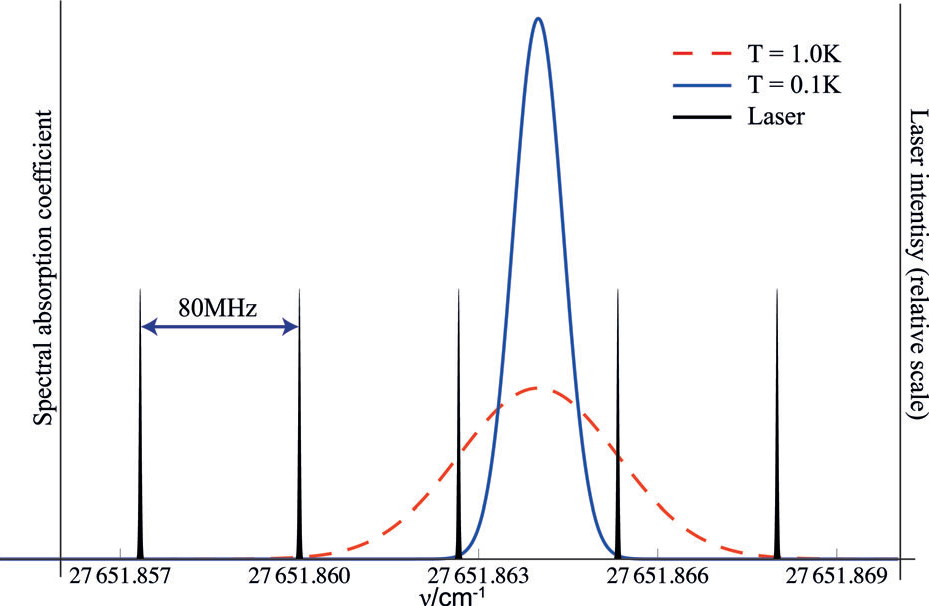 T = 1.0K
T = 0.1K
Laser
Spectral absorption coefficient
Laser intentisy (relative scale)
80MHz
27 651.857 27 651.860 27 651.863 27 651.866 27 651.869
ν/cm⁻¹